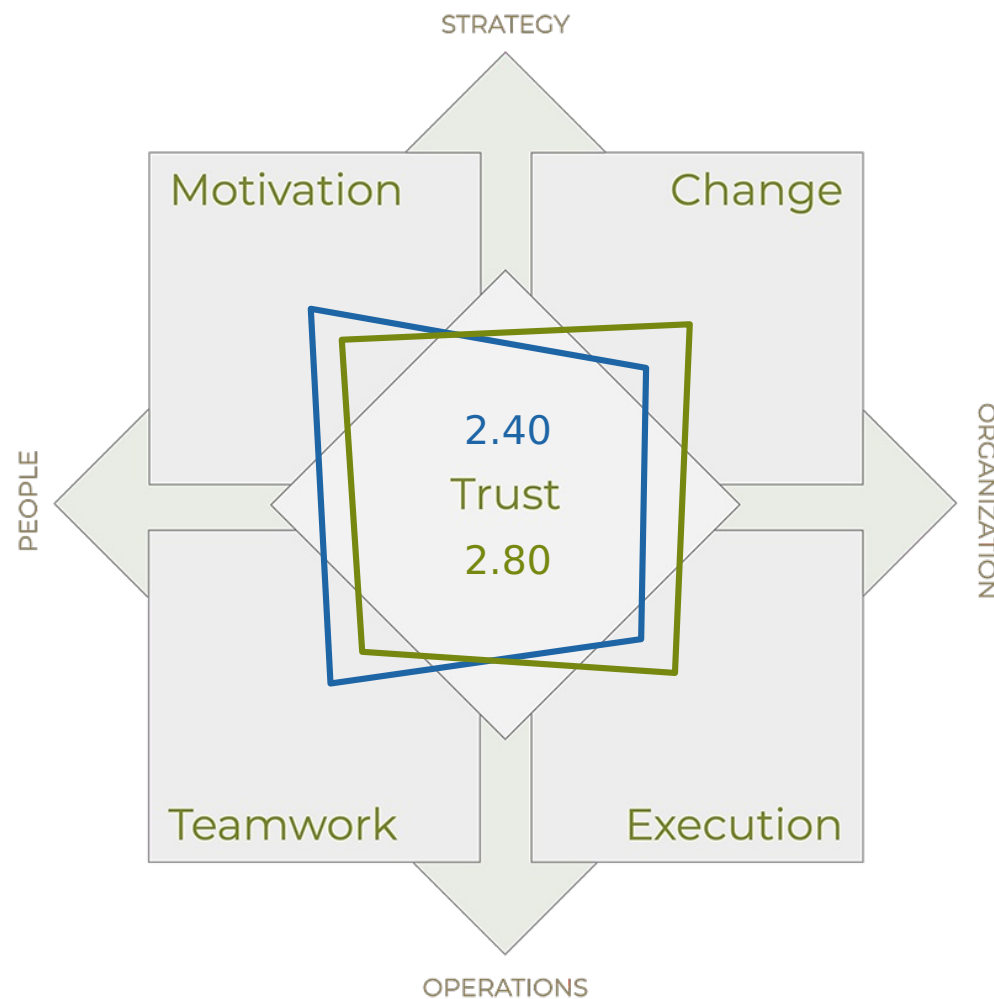 STRATEGY
Motivation
Change
2.40
Trust
2.80
PEOPLE
ORGANIZATION
Teamwork
Execution
OPERATIONS